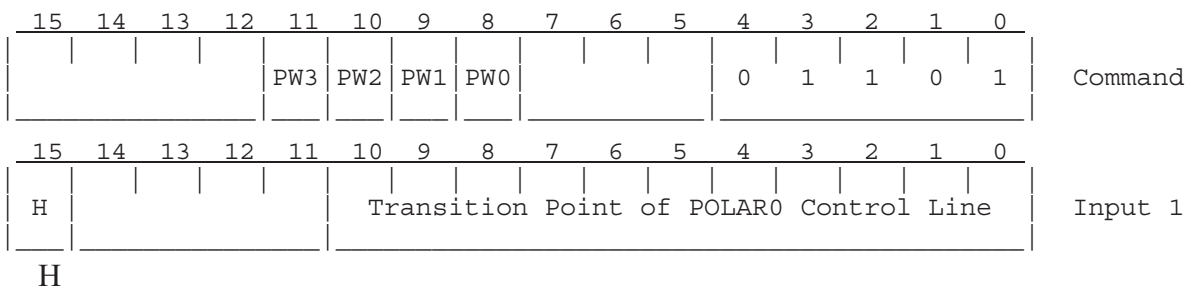 15 14 13 12 11 10 9 8 7 6 5 4 3 2 1 0
PW3 PW2 PW1 PW0 0 1 1 0 1 Command
15 14 13 12 11 10 9 8 7 6 5 4 3 2 1 0
H Transition Point of POLAR0 Control Line Input 1
H